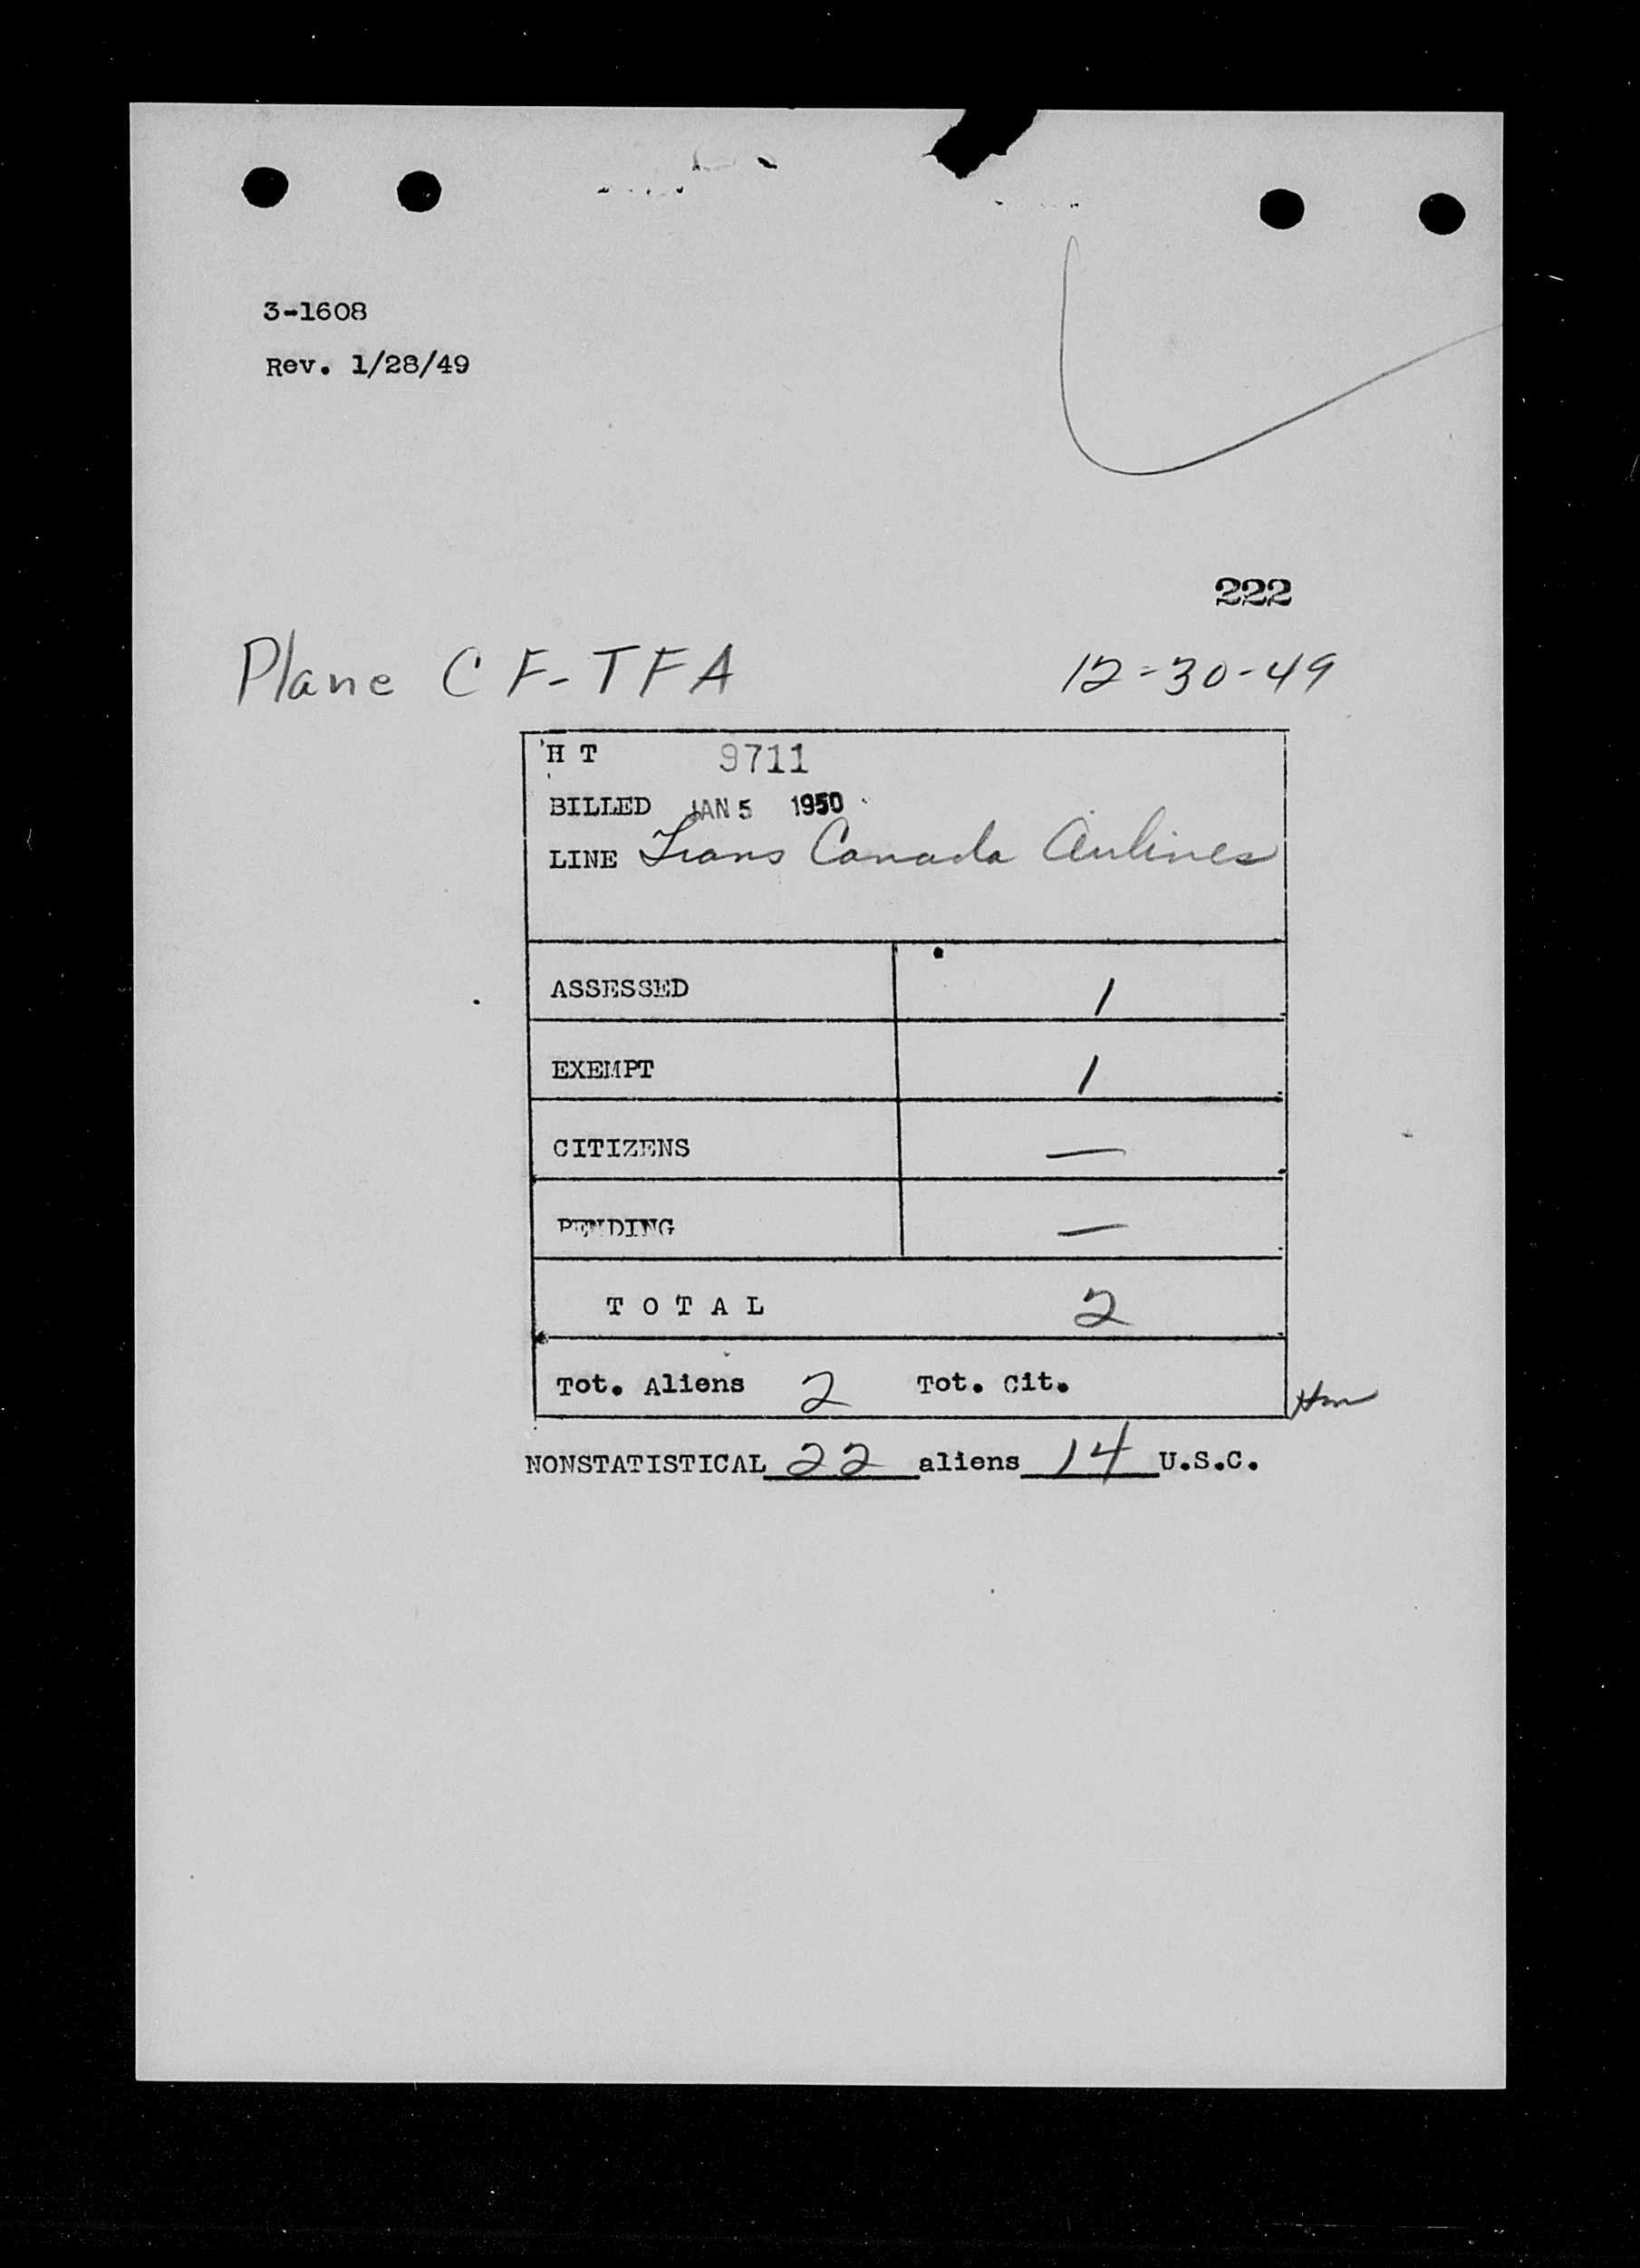 3-1608
Rev. 1/28/49
222
Plane CF-TFA 12-30-49
H T 9711
BILLED JAN 5 1950
LINE Trans Canada Airlines
ASSESSED 1
EXEMPT 1
CITIZENS —
PENDING —
T O T A L 2
Tot. Aliens 2 Tot. Cit.
NONSTATISTICAL 22 aliens 14 U.S.C.